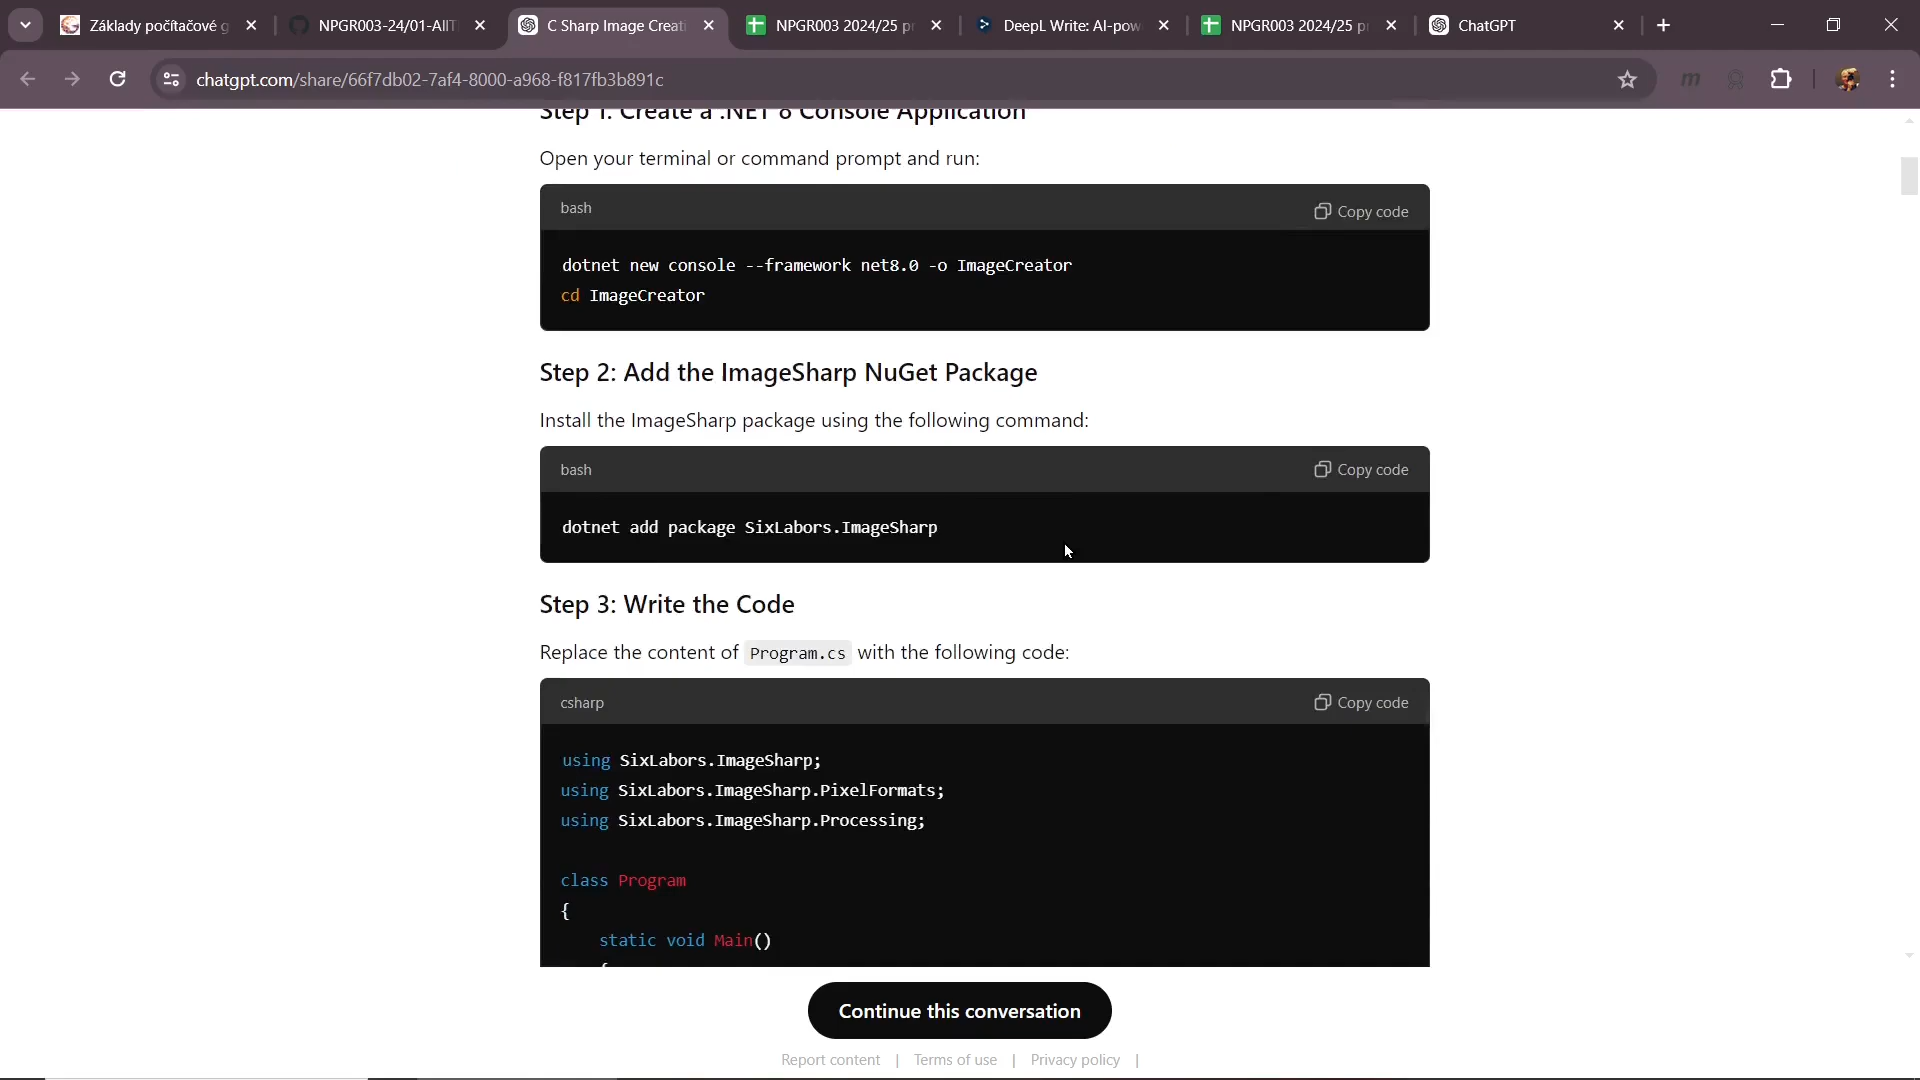 Základy počítačové g
NPGR003-24/01-AllT
C Sharp Image Creati
NPGR003 2024/25 p
DeepL Write: AI-pow
NPGR003 2024/25 p
ChatGPT
chatgpt.com/share/66f7db02-7af4-8000-a968-f817fb3b891c
Step 1: Create a .NET 8 Console Application
Open your terminal or command prompt and run:
bash
Copy code
dotnet new console --framework net8.0 -o ImageCreator
cd ImageCreator
Step 2: Add the ImageSharp NuGet Package
Install the ImageSharp package using the following command:
bash
Copy code
dotnet add package SixLabors.ImageSharp
Step 3: Write the Code
Replace the content of Program.cs with the following code:
csharp
Copy code
using SixLabors.ImageSharp;
using SixLabors.ImageSharp.PixelFormats;
using SixLabors.ImageSharp.Processing;
class Program
{
static void Main()
{
Continue this conversation
Report content | Terms of use | Privacy policy |